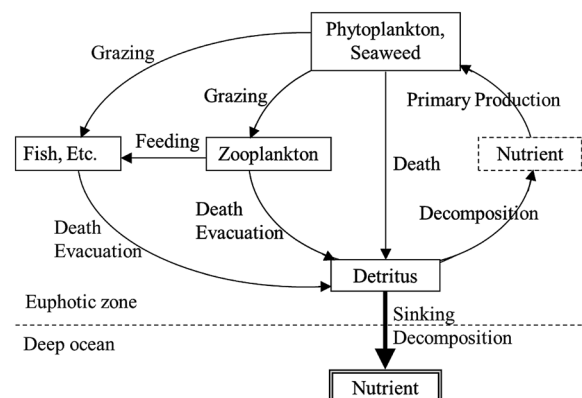 Phytoplankton,
Seaweed
Grazing
Grazing
Primary Production
Fish, Etc.
Feeding
Zooplankton
Nutrient
Death
Death
Evacuation
Death
Evacuation
Decomposition
Detritus
Euphotic zone
Sinking
Deep ocean
Decomposition
Nutrient